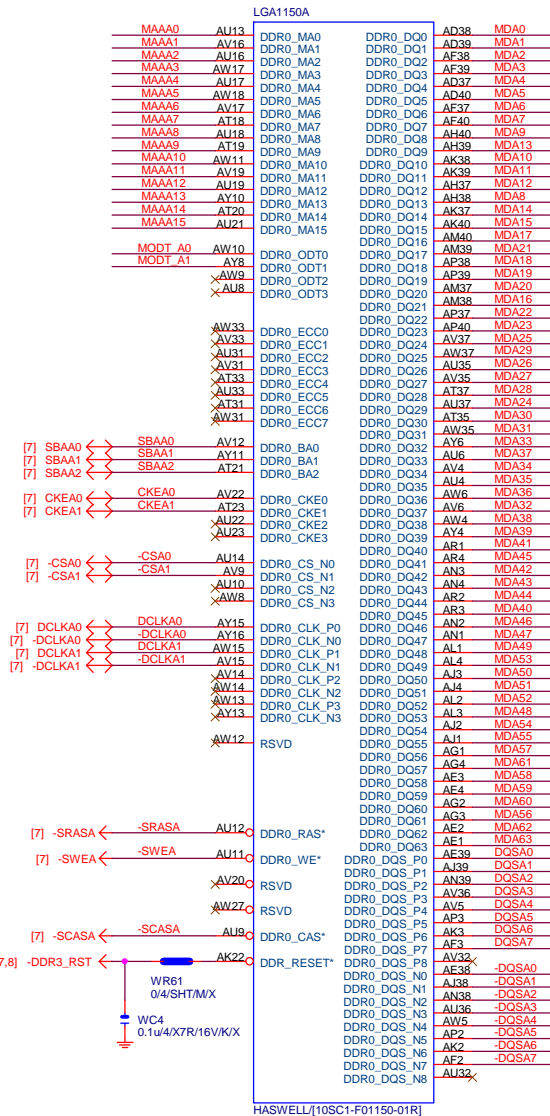 LGA1150A
MAAA0 AU13 DDR0_MA0
MAAA1 AV16 DDR0_MA1
MAAA2 AU16 DDR0_MA2
MAAA3 AW17 DDR0_MA3
MAAA4 AU17 DDR0_MA4
MAAA5 AW18 DDR0_MA5
MAAA6 AV17 DDR0_MA6
MAAA7 AT18 DDR0_MA7
MAAA8 AU18 DDR0_MA8
MAAA9 AT19 DDR0_MA9
MAAA10 AW11 DDR0_MA10
MAAA11 AV19 DDR0_MA11
MAAA12 AU19 DDR0_MA12
MAAA13 AY10 DDR0_MA13
MAAA14 AT20 DDR0_MA14
MAAA15 AU21 DDR0_MA15
MODT_A0 AW10 DDR0_ODT0
MODT_A1 AY8 DDR0_ODT1
AW9 DDR0_ODT2
AU8 DDR0_ODT3
AW33 DDR0_ECC0
AV33 DDR0_ECC1
AU31 DDR0_ECC2
AV31 DDR0_ECC3
AT33 DDR0_ECC4
AU33 DDR0_ECC5
AT31 DDR0_ECC6
AW31 DDR0_ECC7
[7] SBAA0 SBAA0 AV12 DDR0_BA0
[7] SBAA1 SBAA1 AY11 DDR0_BA1
[7] SBAA2 SBAA2 AT21 DDR0_BA2
[7] CKEA0 CKEA0 AV22 DDR0_CKE0
[7] CKEA1 CKEA1 AT23 DDR0_CKE1
AU22 DDR0_CKE2
AU23 DDR0_CKE3
[7] -CSA0 -CSA0 AU14 DDR0_CS_N0
[7] -CSA1 -CSA1 AV9 DDR0_CS_N1
AU10 DDR0_CS_N2
AW8 DDR0_CS_N3
[7] DCLKA0 DCLKA0 AY15 DDR0_CLK_P0
[7] -DCLKA0 -DCLKA0 AY16 DDR0_CLK_N0
[7] DCLKA1 DCLKA1 AW15 DDR0_CLK_P1
[7] -DCLKA1 -DCLKA1 AV15 DDR0_CLK_N1
AV14 DDR0_CLK_P2
AW14 DDR0_CLK_N2
AW13 DDR0_CLK_P3
AY13 DDR0_CLK_N3
AW12 RSVD
[7] -SRASA -SRASA AU12 DDR0_RAS*
[7] -SWEA -SWEA AU11 DDR0_WE*
AV20 RSVD
AW27 RSVD
[7] -SCASA -SCASA AU9 DDR0_CAS*
7,8] -DDR3_RST AK22 DDR_RESET*
WR61
0/4/SHT/M/X
WC4
0.1u/4/X7R/16V/K/X
DDR0_DQ0 AD38 MDA0
DDR0_DQ1 AD39 MDA1
DDR0_DQ2 AF38 MDA2
DDR0_DQ3 AF39 MDA3
DDR0_DQ4 AD37 MDA4
DDR0_DQ5 AD40 MDA5
DDR0_DQ6 AF37 MDA6
DDR0_DQ7 AF40 MDA7
DDR0_DQ8 AH40 MDA9
DDR0_DQ9 AH39 MDA13
DDR0_DQ10 AK38 MDA10
DDR0_DQ11 AK39 MDA11
DDR0_DQ12 AH37 MDA12
DDR0_DQ13 AH38 MDA8
DDR0_DQ14 AK37 MDA14
DDR0_DQ15 AK40 MDA15
DDR0_DQ16 AM40 MDA17
DDR0_DQ17 AM39 MDA21
DDR0_DQ18 AP38 MDA18
DDR0_DQ19 AP39 MDA19
DDR0_DQ20 AM37 MDA20
DDR0_DQ21 AM38 MDA16
DDR0_DQ22 AP37 MDA22
DDR0_DQ23 AP40 MDA23
DDR0_DQ24 AV37 MDA25
DDR0_DQ25 AW37 MDA29
DDR0_DQ26 AU35 MDA26
DDR0_DQ27 AV35 MDA27
DDR0_DQ28 AT37 MDA28
DDR0_DQ29 AU37 MDA24
DDR0_DQ30 AT35 MDA30
DDR0_DQ31 AW35 MDA31
DDR0_DQ32 AY6 MDA33
DDR0_DQ33 AU6 MDA37
DDR0_DQ34 AV4 MDA34
DDR0_DQ35 AU4 MDA35
DDR0_DQ36 AW6 MDA36
DDR0_DQ37 AV6 MDA32
DDR0_DQ38 AW4 MDA38
DDR0_DQ39 AY4 MDA39
DDR0_DQ40 AR1 MDA41
DDR0_DQ41 AR4 MDA45
DDR0_DQ42 AN3 MDA42
DDR0_DQ43 AN4 MDA43
DDR0_DQ44 AR2 MDA44
DDR0_DQ45 AR3 MDA40
DDR0_DQ46 AN2 MDA46
DDR0_DQ47 AN1 MDA47
DDR0_DQ48 AL1 MDA49
DDR0_DQ49 AL4 MDA53
DDR0_DQ50 AJ3 MDA50
DDR0_DQ51 AJ4 MDA51
DDR0_DQ52 AL2 MDA52
DDR0_DQ53 AL3 MDA48
DDR0_DQ54 AJ2 MDA54
DDR0_DQ55 AJ1 MDA55
DDR0_DQ56 AG1 MDA57
DDR0_DQ57 AG4 MDA61
DDR0_DQ58 AE3 MDA58
DDR0_DQ59 AE4 MDA59
DDR0_DQ60 AG2 MDA60
DDR0_DQ61 AG3 MDA56
DDR0_DQ62 AE2 MDA62
DDR0_DQ63 AE1 MDA63
DDR0_DQS_P0 AE39 DQSA0
DDR0_DQS_P1 AJ39 DQSA1
DDR0_DQS_P2 AN39 DQSA2
DDR0_DQS_P3 AV36 DQSA3
DDR0_DQS_P4 AV5 DQSA4
DDR0_DQS_P5 AP3 DQSA5
DDR0_DQS_P6 AK3 DQSA6
DDR0_DQS_P7 AF3 DQSA7
DDR0_DQS_P8 AV32
DDR0_DQS_N0 AE38 -DQSA0
DDR0_DQS_N1 AJ38 -DQSA1
DDR0_DQS_N2 AN38 -DQSA2
DDR0_DQS_N3 AU36 -DQSA3
DDR0_DQS_N4 AW5 -DQSA4
DDR0_DQS_N5 AP2 -DQSA5
DDR0_DQS_N6 AK2 -DQSA6
DDR0_DQS_N7 AF2 -DQSA7
DDR0_DQS_N8 AU32
HASWELL/[10SC1-F01150-01R]